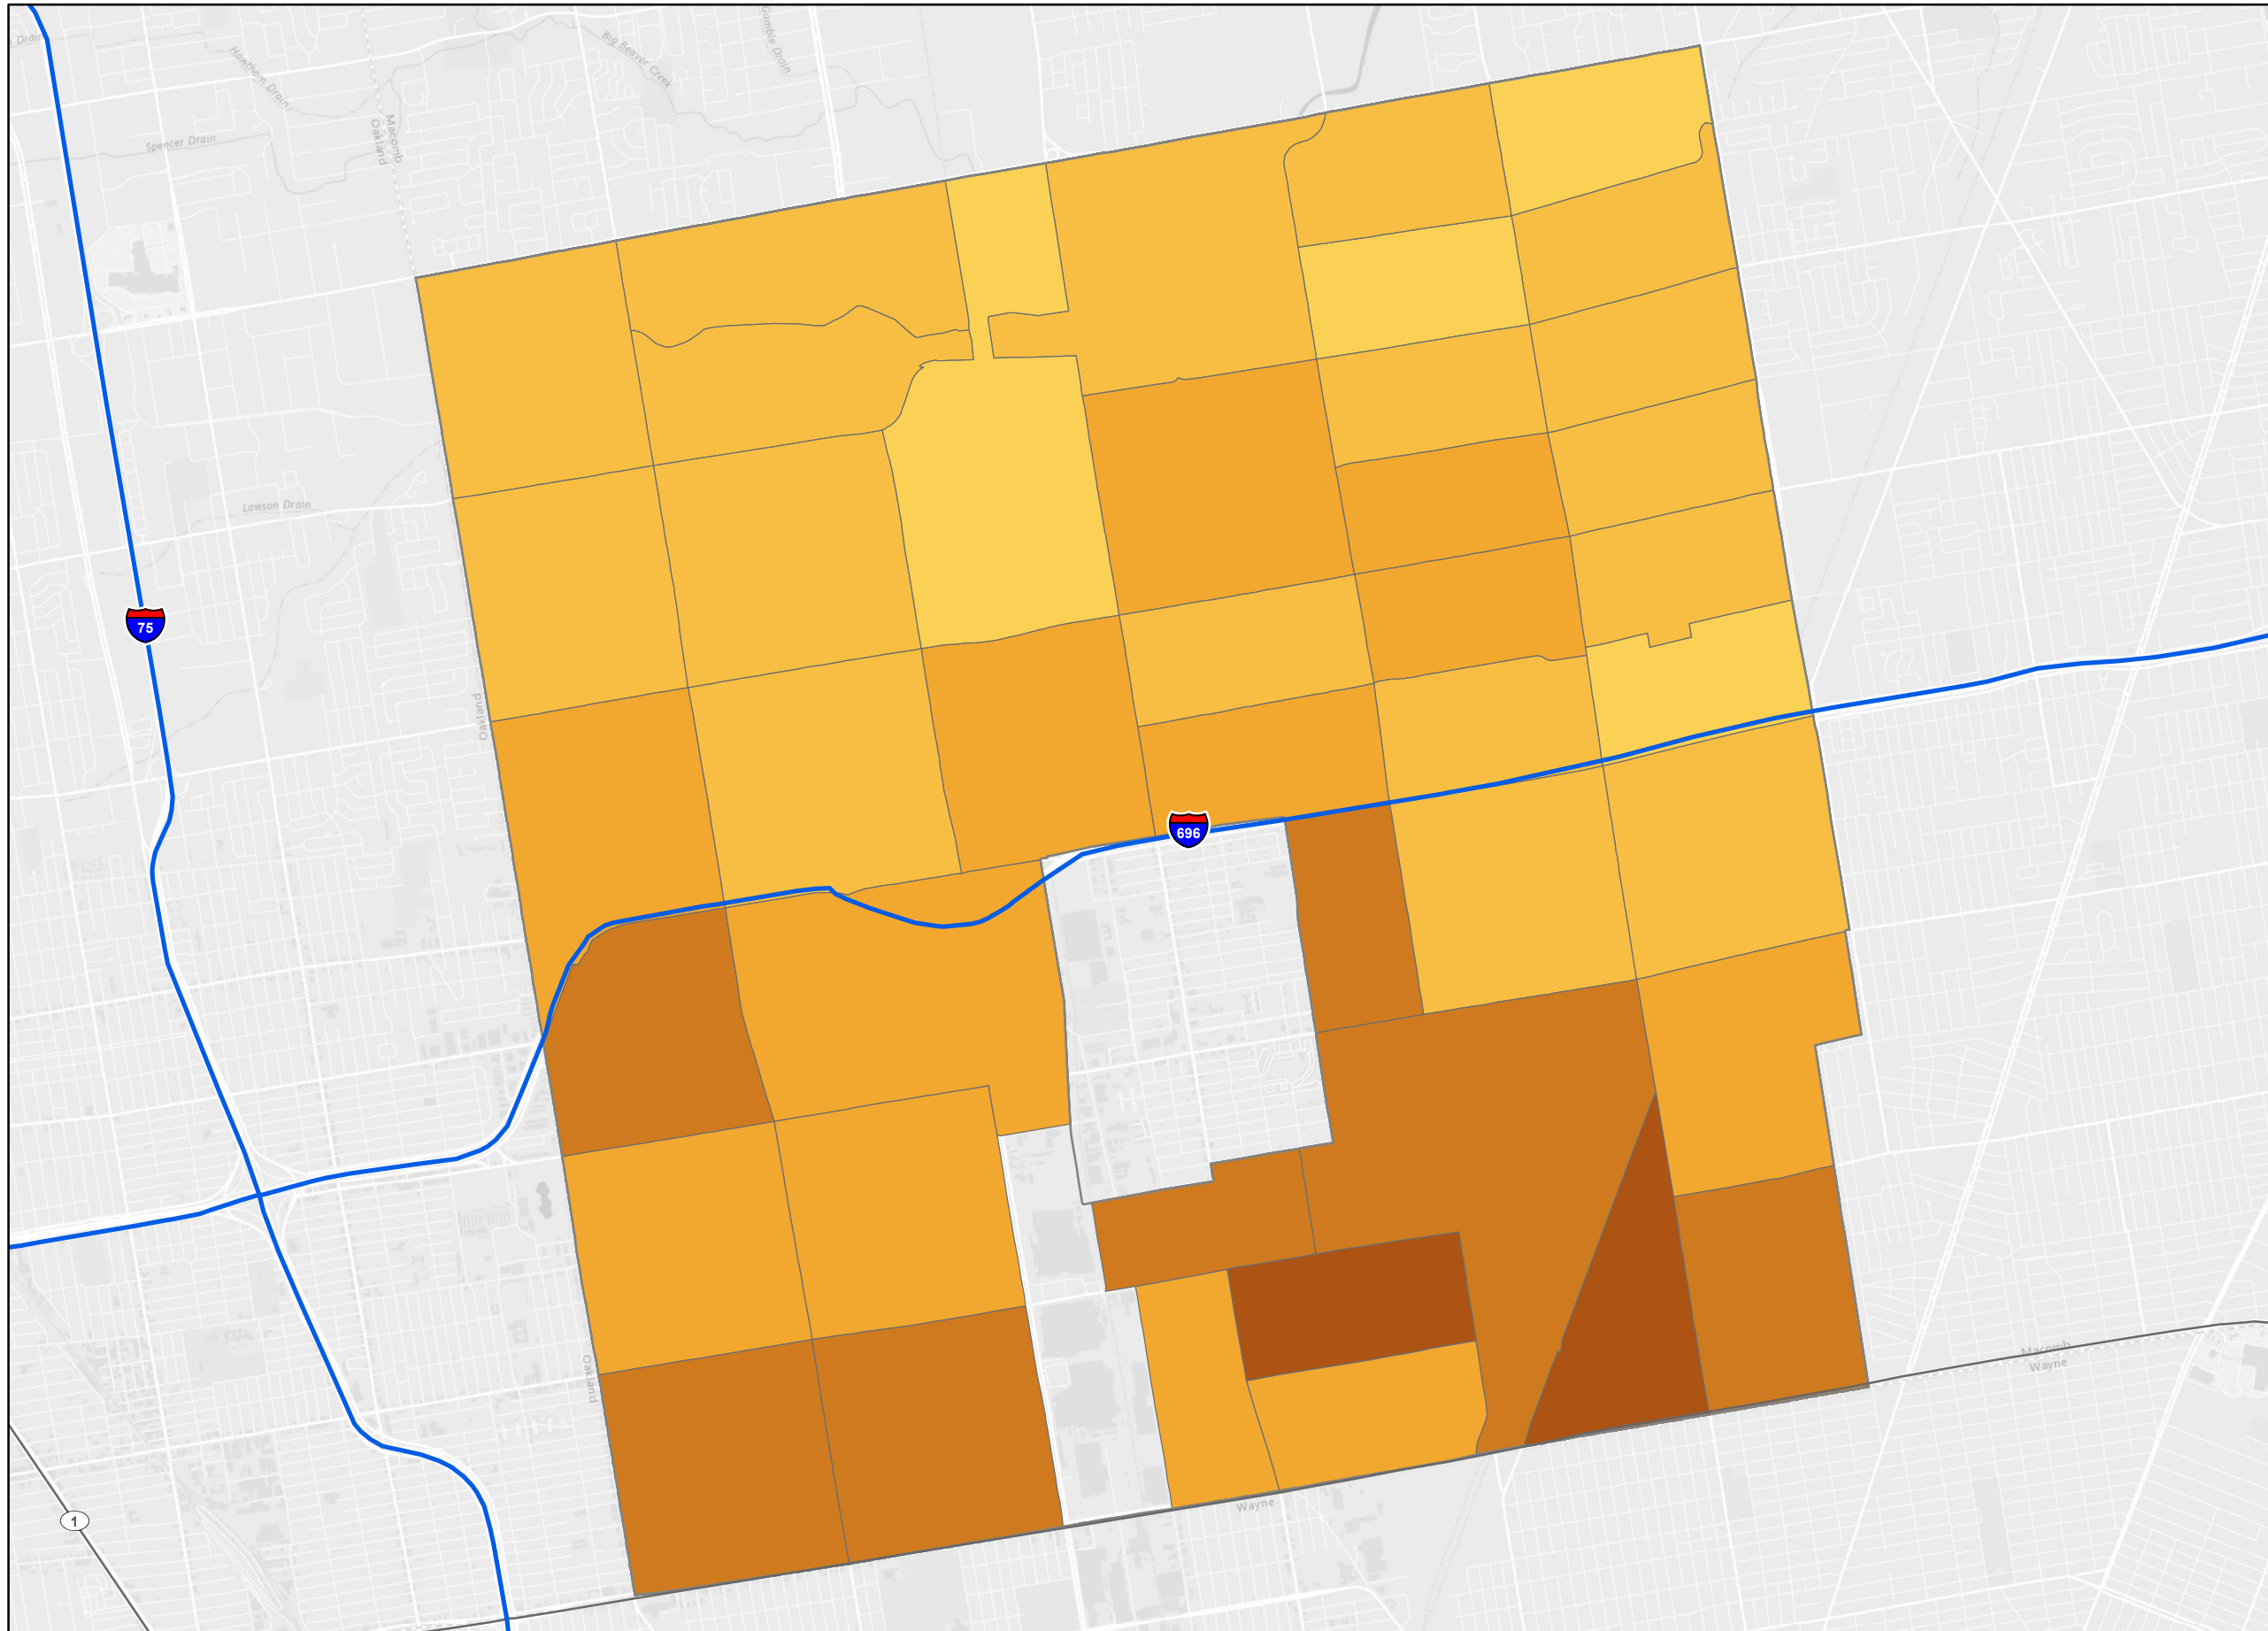 Drain
Hawthorn Drain
Big Beaver Creek
Gamble Drain
Macomb
Oakland
Spencer Drain
Lawson Drain
75
Oakland
696
Oakland
Macomb
Wayne
Wayne
1